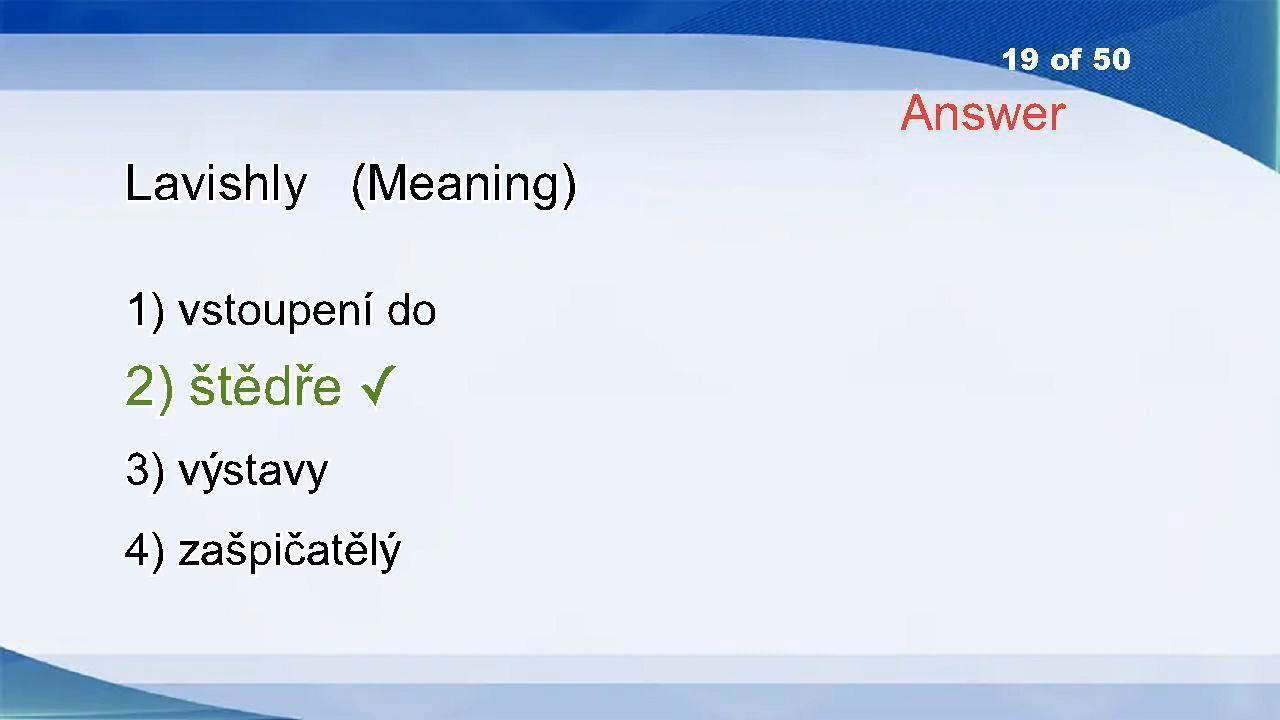 19 of 50
Answer
Lavishly (Meaning)
1) vstoupení do
2) štědře ✓
3) výstavy
4) zašpičatělý